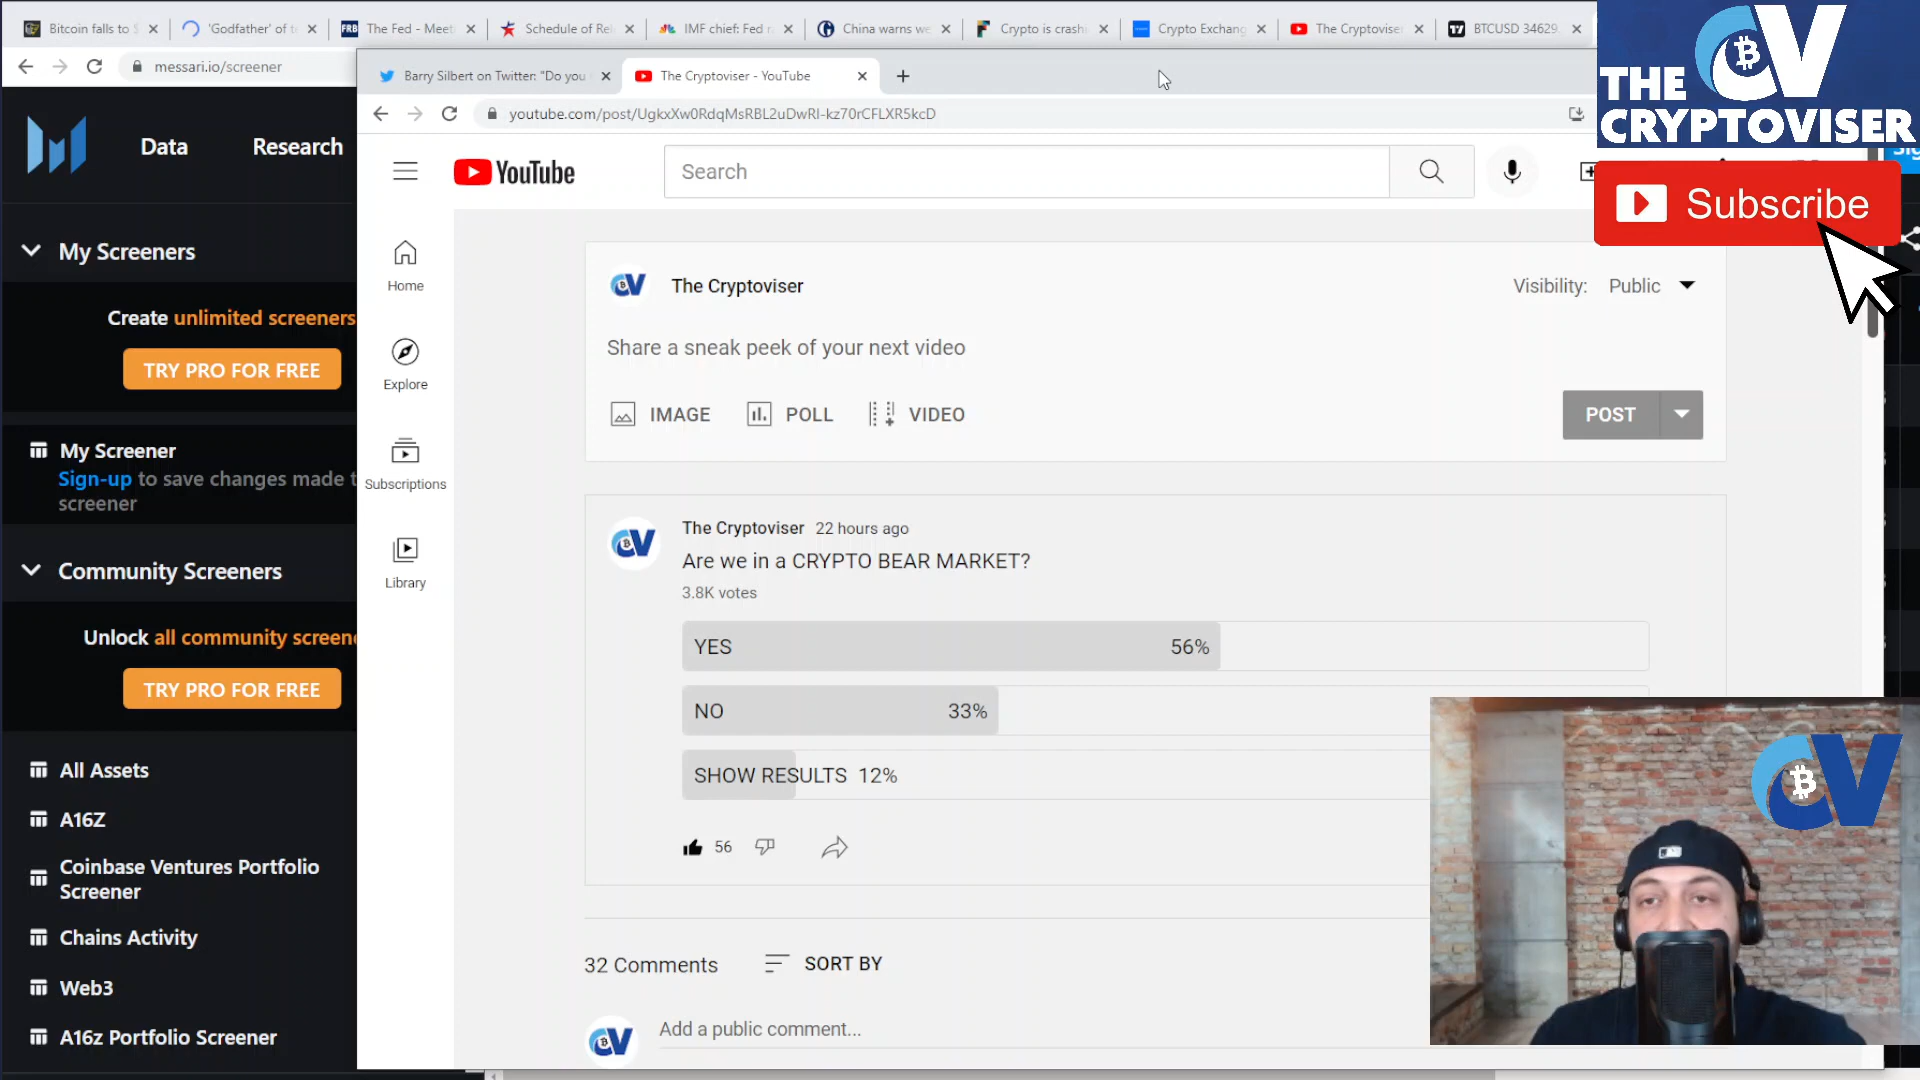 Bitcoin falls to $
'Godfather' of t
FRB The Fed - Meet
Schedule of Rel
IMF chief: Fed r
China warns we
Crypto is crash
Crypto Exchang
The Cryptoviser
BTCUSD 34629.
messari.io/screener
Barry Silbert on Twitter: "Do you
The Cryptoviser - YouTube
youtube.com/post/UgkxXw0RdqMsRBL2uDwRI-kz70rCFLXR5kcD
Data
Research
YouTube
Search
THE
CV
CRYPTOVISER
Subscribe
My Screeners
Create unlimited screeners
TRY PRO FOR FREE
My Screener
Sign-up to save changes made t
screener
Community Screeners
Unlock all community screene
TRY PRO FOR FREE
All Assets
A16Z
Coinbase Ventures Portfolio
Screener
Chains Activity
Web3
A16z Portfolio Screener
Home
Explore
Subscriptions
Library
The Cryptoviser
Visibility: Public
Share a sneak peek of your next video
IMAGE
POLL
VIDEO
POST
The Cryptoviser 22 hours ago
Are we in a CRYPTO BEAR MARKET?
3.8K votes
YES 56%
NO 33%
SHOW RESULTS 12%
56
32 Comments
SORT BY
Add a public comment...
CV